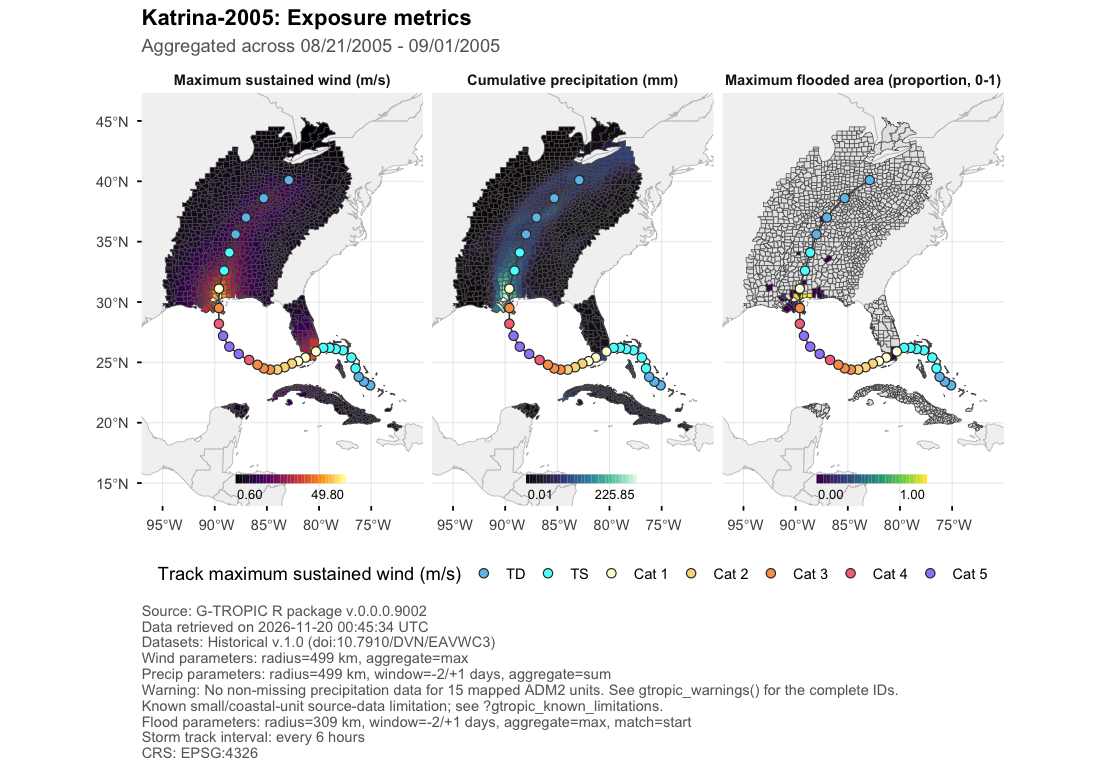 Katrina-2005: Exposure metrics
Aggregated across 08/21/2005 - 09/01/2005
Maximum sustained wind (m/s) Cumulative precipitation (mm) Maximum flooded area (proportion, 0-1)
45°N
40°N
35°N
30°N
25°N
20°N
15°N
0.60 49.80 0.01 225.85 0.00 1.00
95°W 90°W 85°W 80°W 75°W 95°W 90°W 85°W 80°W 75°W 95°W 90°W 85°W 80°W 75°W
Track maximum sustained wind (m/s) TD TS Cat 1 Cat 2 Cat 3 Cat 4 Cat 5
Source: G-TROPIC R package v.0.0.0.9002
Data retrieved on 2026-11-20 00:45:34 UTC
Datasets: Historical v.1.0 (doi:10.7910/DVN/EAVWC3)
Wind parameters: radius=499 km, aggregate=max
Precip parameters: radius=499 km, window=-2/+1 days, aggregate=sum
Warning: No non-missing precipitation data for 15 mapped ADM2 units. See gtropic_warnings() for the complete IDs.
Known small/coastal-unit source-data limitation; see ?gtropic_known_limitations.
Flood parameters: radius=309 km, window=-2/+1 days, aggregate=max, match=start
Storm track interval: every 6 hours
CRS: EPSG:4326